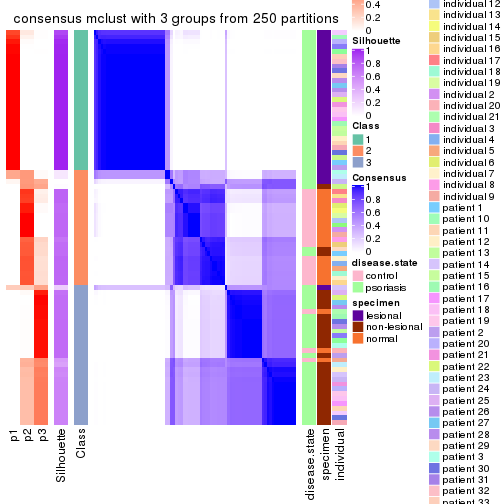 consensus mclust with 3 groups from 250 partitions
p1
p2
p3
Silhouette
Class
disease.state
specimen
individual
0.4
0.2
0
Silhouette
1
0.8
0.6
0.4
0.2
0
Class
1
2
3
Consensus
1
0.8
0.6
0.4
0.2
0
disease.state
control
psoriasis
specimen
lesional
non-lesional
normal
individual 12
individual 13
individual 14
individual 15
individual 16
individual 17
individual 18
individual 19
individual 2
individual 20
individual 21
individual 3
individual 4
individual 5
individual 6
individual 7
individual 8
individual 9
patient 1
patient 10
patient 11
patient 12
patient 13
patient 14
patient 15
patient 16
patient 17
patient 18
patient 19
patient 2
patient 20
patient 21
patient 22
patient 23
patient 24
patient 25
patient 26
patient 27
patient 28
patient 29
patient 3
patient 30
patient 31
patient 32
patient 33